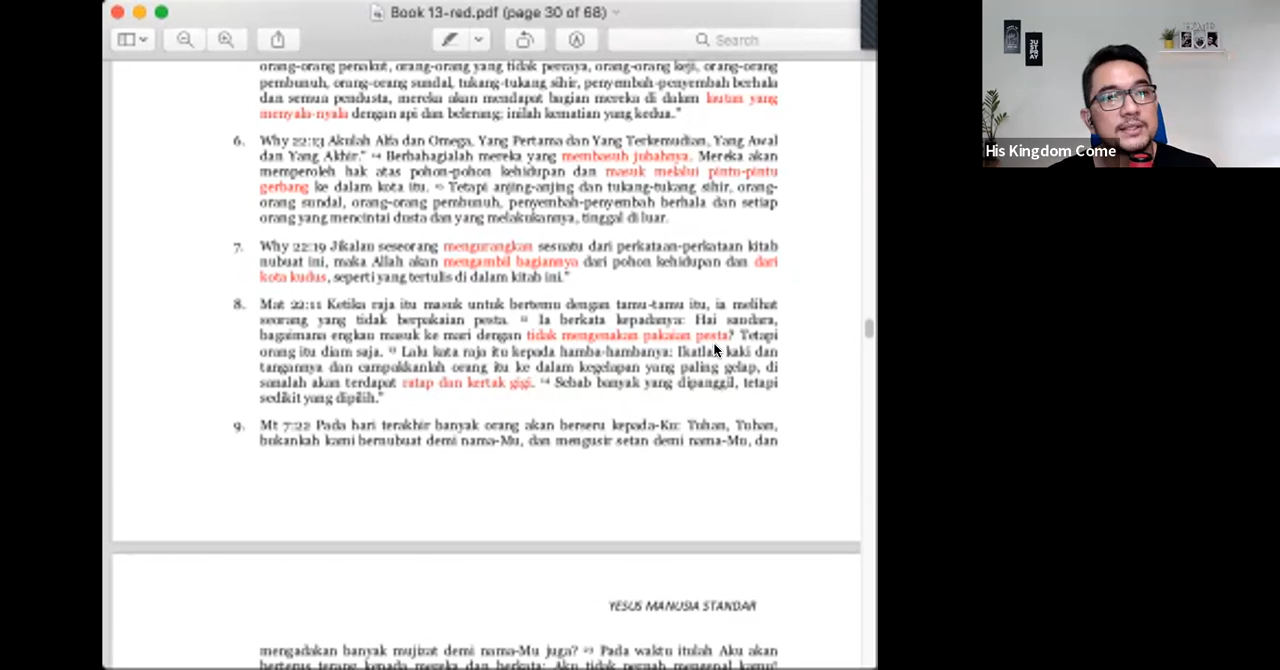 Book 13-red.pdf (page 30 of 68)
Search
orang-orang penakut, orang-orang yang tidak percaya, orang-orang keji, orang-orang
pembunuh, orang-orang sundal, tukang-tukang sihir, penyembah-penyembah berhala
dan semua pendusta, mereka akan mendapat bagian mereka di dalam lautan yang
menyala-nyala dengan api dan belerang; inilah kematian yang kedua."
6. Why 22:13 Akulah Alfa dan Omega, Yang Pertama dan Yang Terkemudian, Yang Awal
dan Yang Akhir." 14 Berbahagialah mereka yang membasuh jubahnya. Mereka akan
memperoleh hak atas pohon-pohon kehidupan dan masuk melalui pintu-pintu
gerbang ke dalam kota itu. 15 Tetapi anjing-anjing dan tukang-tukang sihir, orang-
orang sundal, orang-orang pembunuh, penyembah-penyembah berhala dan setiap
orang yang mencintai dusta dan yang melakukannya, tinggal di luar.
7. Why 22:19 Jikalau seseorang mengurangkan sesuatu dari perkataan-perkataan kitab
nubuat ini, maka Allah akan mengambil bagiannya dari pohon kehidupan dan dari
kota kudus, seperti yang tertulis di dalam kitab ini."
8. Mat 22:11 Ketika raja itu masuk untuk bertemu dengan tamu-tamu itu, ia melihat
seorang yang tidak berpakaian pesta. 12 Ia berkata kepadanya: Hai saudara,
bagaimana engkau masuk ke mari dengan tidak mengenakan pakaian pesta? Tetapi
orang itu diam saja. 13 Lalu kata raja itu kepada hamba-hambanya: Ikatlah kaki dan
tangannya dan campakkanlah orang itu ke dalam kegelapan yang paling gelap, di
sanalah akan terdapat ratap dan kertak gigi. 14 Sebab banyak yang dipanggil, tetapi
sedikit yang dipilih."
9. Mt 7:22 Pada hari terakhir banyak orang akan berseru kepada-Ku: Tuhan, Tuhan,
bukankah kami bernubuat demi nama-Mu, dan mengusir setan demi nama-Mu, dan
YESUS MANUSIA STANDAR
mengadakan banyak mujizat demi nama-Mu juga? 23 Pada waktu itulah Aku akan
berterus terang kepada mereka dan berkata: Aku tidak pernah mengenal kamu!
JUST
PRAY
His Kingdom Come